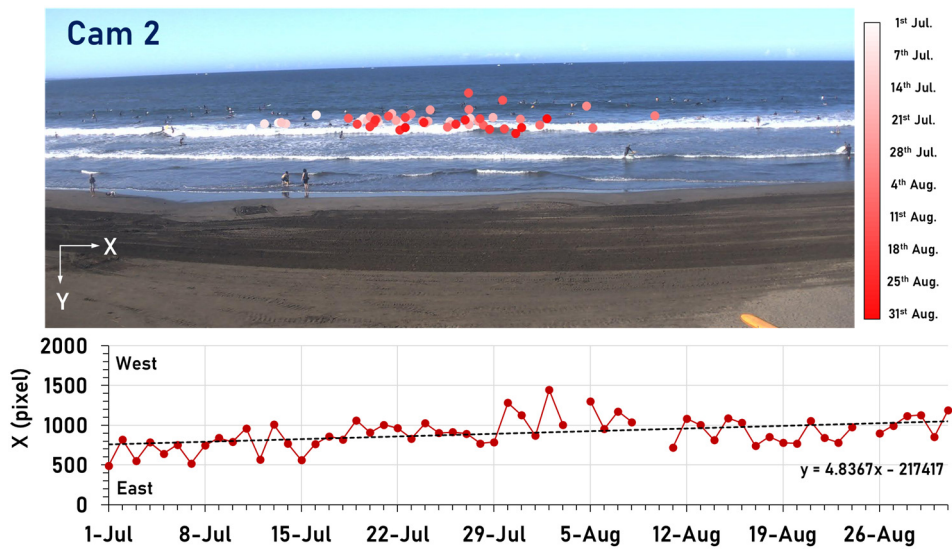 Cam 2
X
Y
1st Jul.
7th Jul.
14th Jul.
21st Jul.
28th Jul.
4th Aug.
11st Aug.
18th Aug.
25th Aug.
31st Aug.
X (pixel)
2000
1500
1000
500
0
West
East
y = 4.8367x - 217417
1-Jul
8-Jul
15-Jul
22-Jul
29-Jul
5-Aug
12-Aug
19-Aug
26-Aug